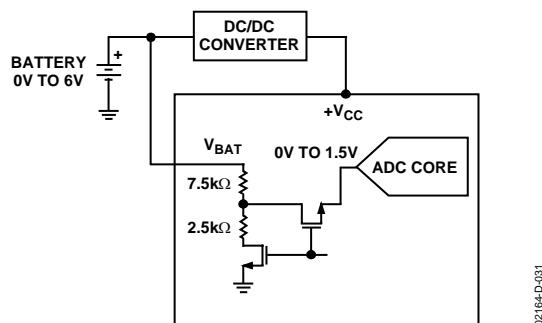 DC/DC
CONVERTER
BATTERY
0V TO 6V
+
+VCC
VBAT
0V TO 1.5V
ADC CORE
7.5kΩ
2.5kΩ
02164-D-031